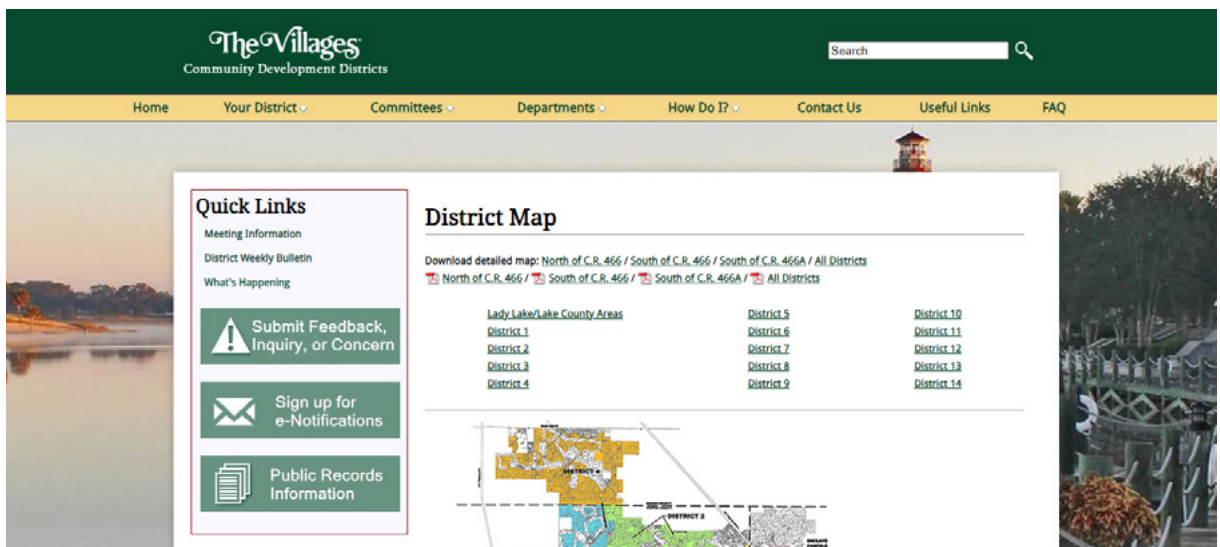 The Villages
Community Development Districts
Search
Home Your District Committees Departments How Do I? Contact Us Useful Links FAQ
Quick Links
Meeting Information
District Weekly Bulletin
What's Happening
Submit Feedback,
Inquiry, or Concern
Sign up for
e-Notifications
Public Records
Information
District Map
Download detailed map: North of C.R. 466 / South of C.R. 466 / South of C.R. 466A / All Districts
North of C.R. 466 / South of C.R. 466 / South of C.R. 466A / All Districts
Lady Lake/Lake County Areas District 5 District 10
District 1 District 6 District 11
District 2 District 7 District 12
District 3 District 8 District 13
District 4 District 9 District 14
DISTRICT 4
DISTRICT 2